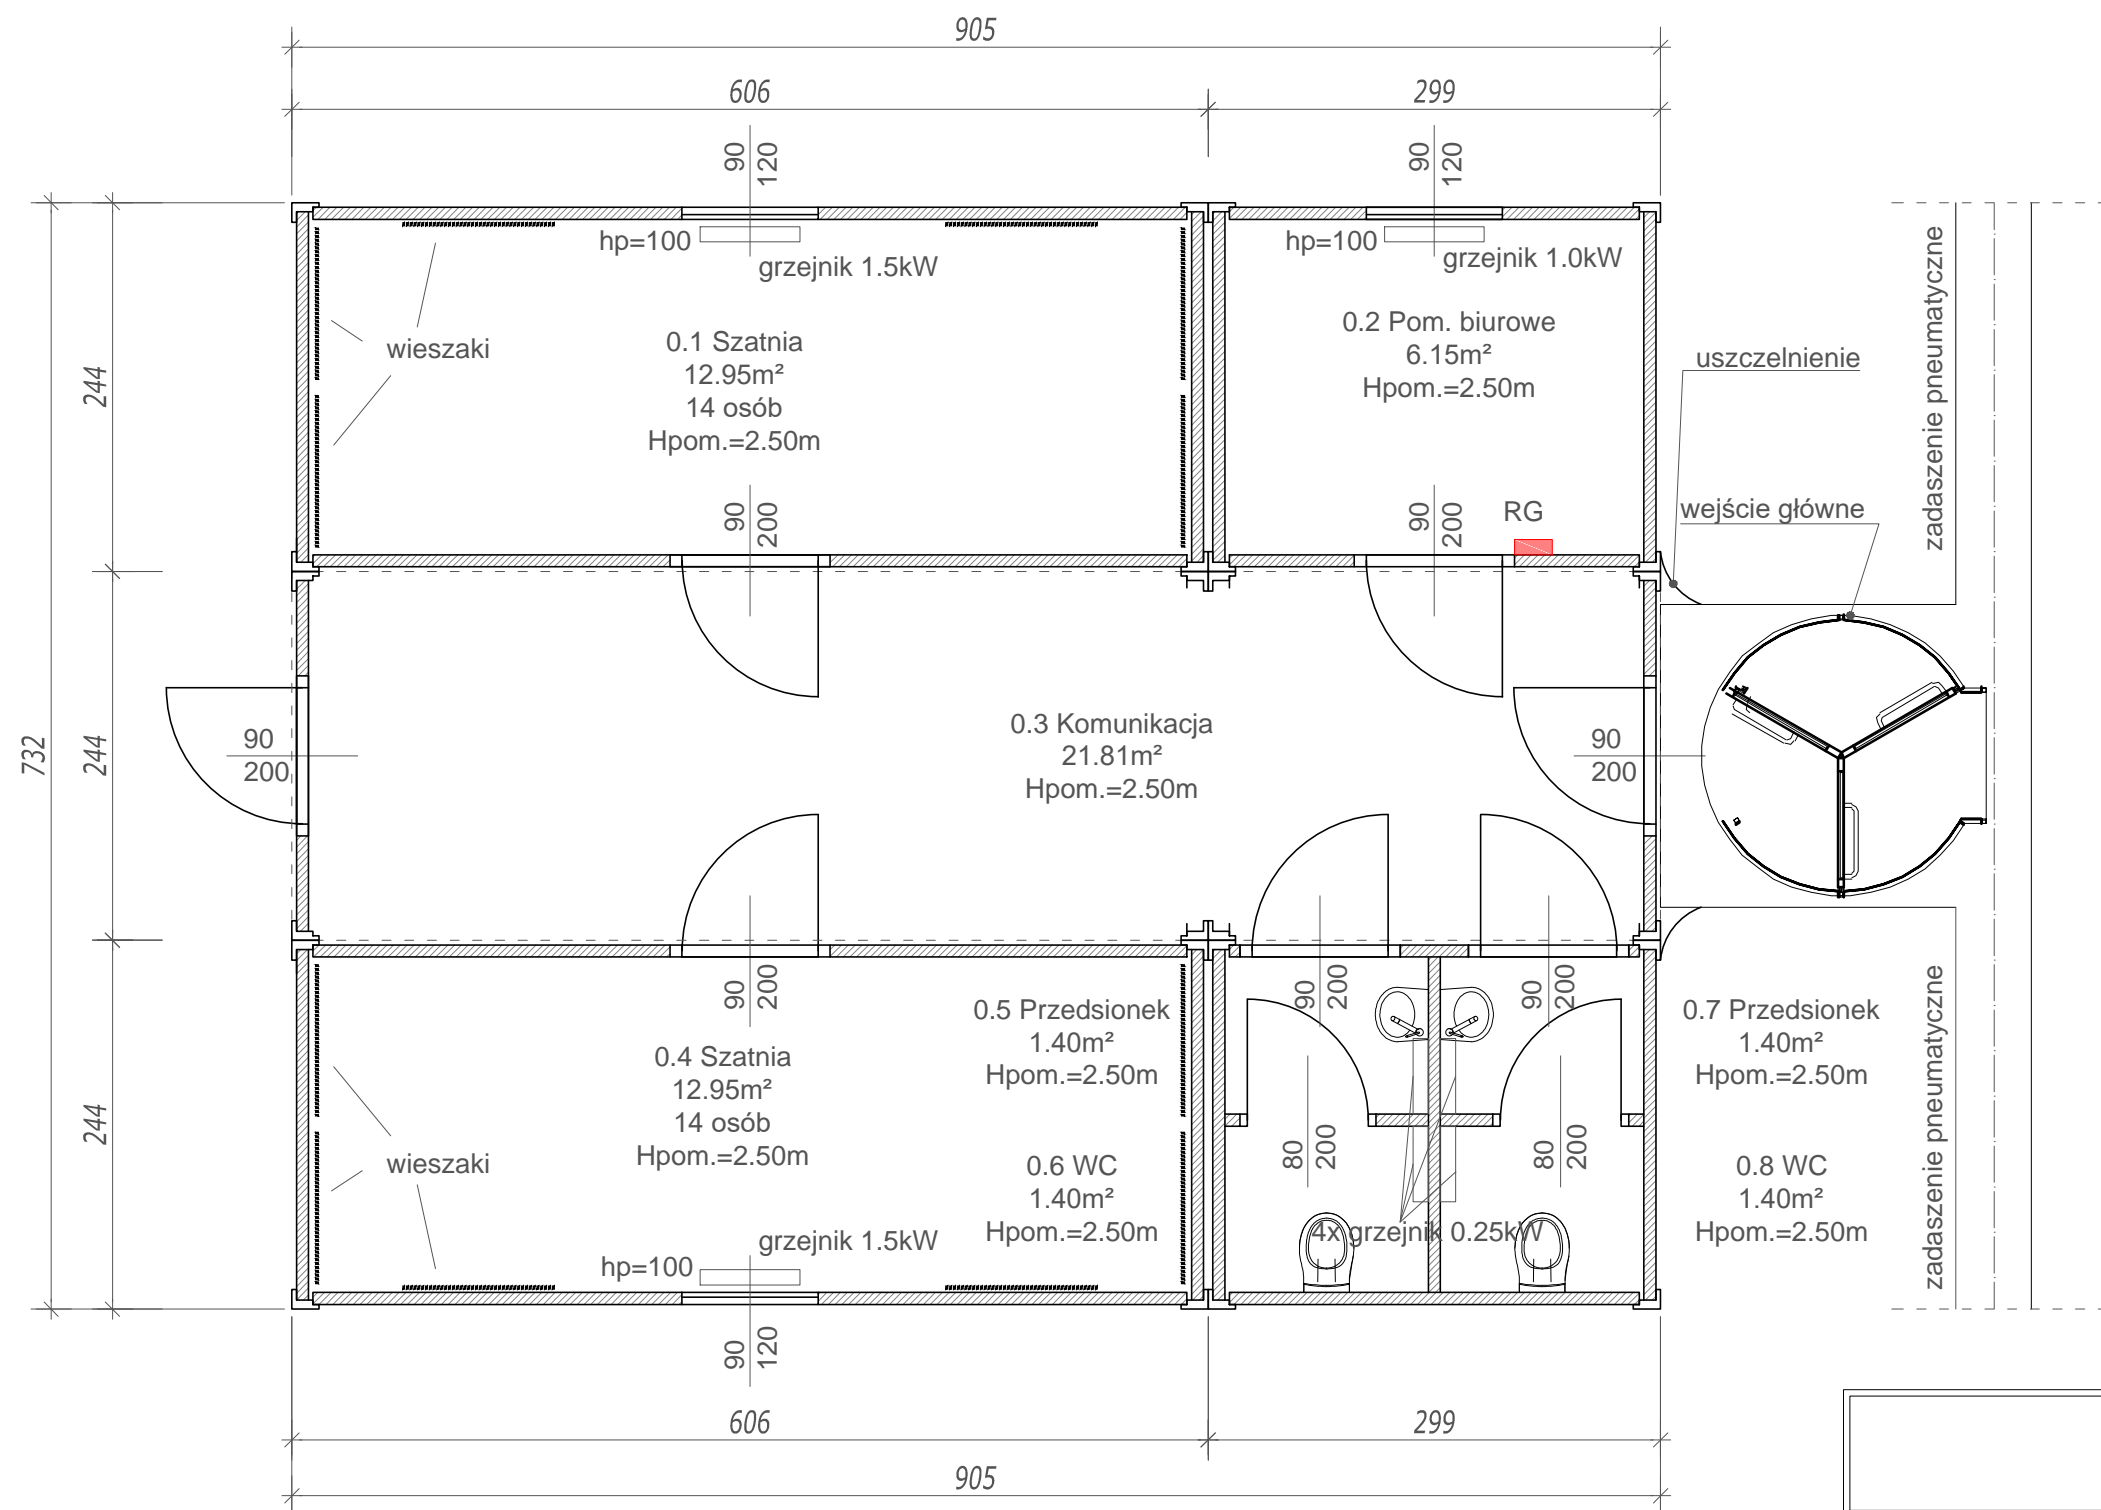 905
606
299
90
120
90
120
hp=100
grzejnik 1.5kW
hp=100
grzejnik 1.0kW
wieszaki
0.1 Szatnia
12.95m²
14 osób
Hpom.=2.50m
0.2 Pom. biurowe
6.15m²
Hpom.=2.50m
uszczelnienie
zadaszenie pneumatyczne
wejście główne
90
200
90
200
RG
732
244
244
244
90
200
0.3 Komunikacja
21.81m²
Hpom.=2.50m
90
200
90
200
90
200
90
200
0.4 Szatnia
12.95m²
14 osób
Hpom.=2.50m
0.5 Przedsionek
1.40m²
Hpom.=2.50m
0.7 Przedsionek
1.40m²
Hpom.=2.50m
zadaszenie pneumatyczne
wieszaki
0.6 WC
1.40m²
Hpom.=2.50m
80
200
80
200
0.8 WC
1.40m²
Hpom.=2.50m
4x grzejnik 0.25kW
grzejnik 1.5kW
hp=100
90
120
606
299
905